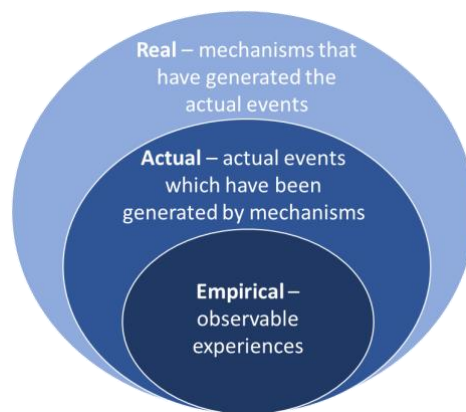 Real – mechanisms that
have generated the
actual events
Actual – actual events
which have been
generated by mechanisms
Empirical –
observable
experiences